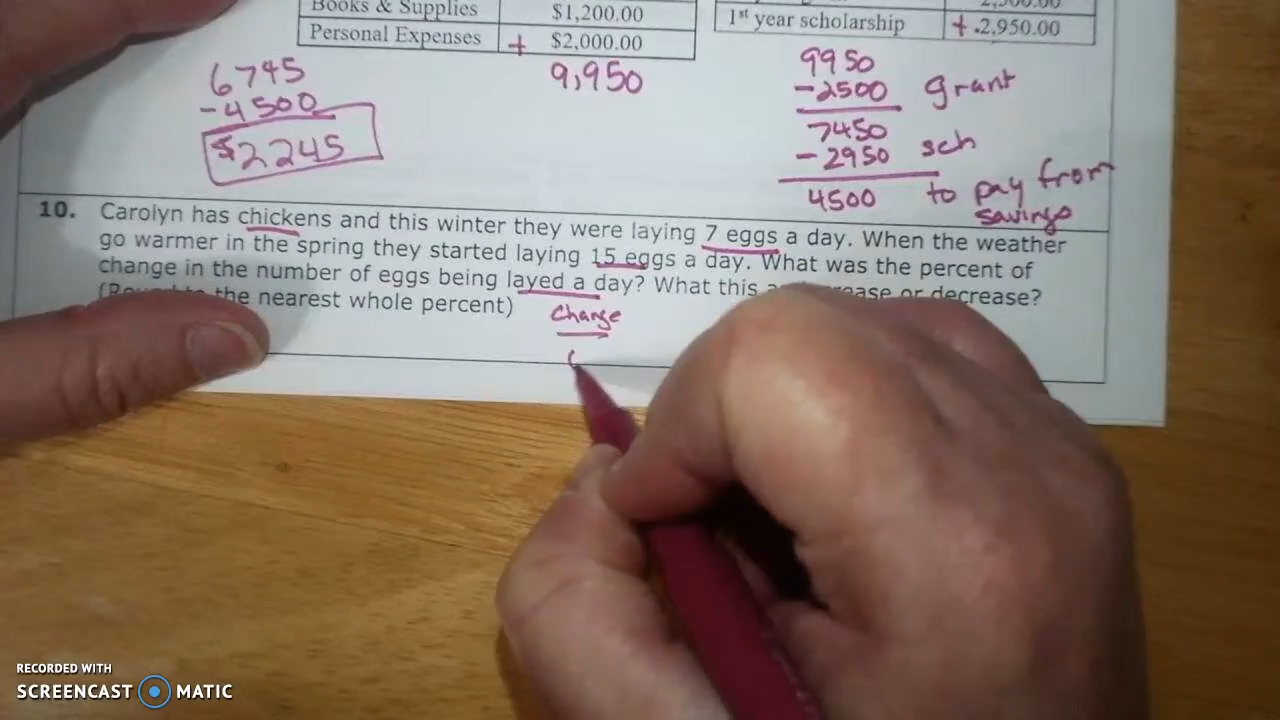 Books & Supplies $1,200.00
Personal Expenses + $2,000.00
9,950
1st year scholarship + 2,950.00
6745
-4500
$2245
9950
-2500 grant
7450
-2950 sch
4500 to pay from
savings
10. Carolyn has chickens and this winter they were laying 7 eggs a day. When the weather
go warmer in the spring they started laying 15 eggs a day. What was the percent of
change in the number of eggs being layed a day? What this or decrease?
the nearest whole percent)
Change
RECORDED WITH
SCREENCAST MATIC